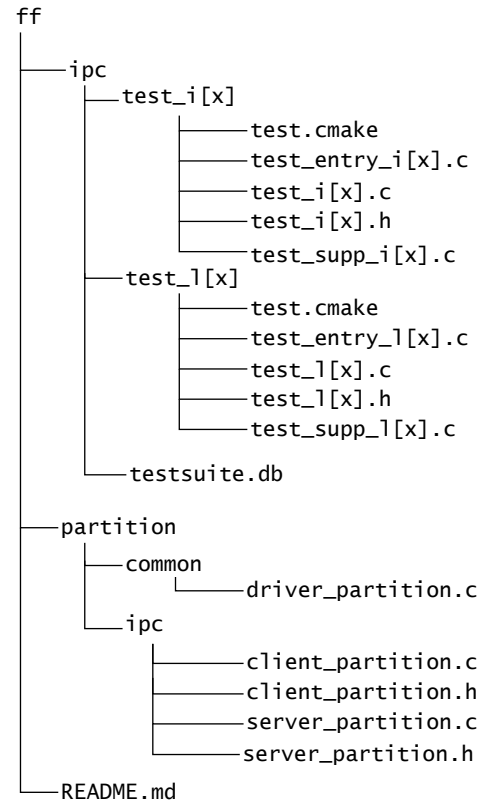 ff
ipc
test_i[x]
test.cmake
test_entry_i[x].c
test_i[x].c
test_i[x].h
test_supp_i[x].c
test_l[x]
test.cmake
test_entry_l[x].c
test_l[x].c
test_l[x].h
test_supp_l[x].c
testsuite.db
partition
common
driver_partition.c
ipc
client_partition.c
client_partition.h
server_partition.c
server_partition.h
README.md